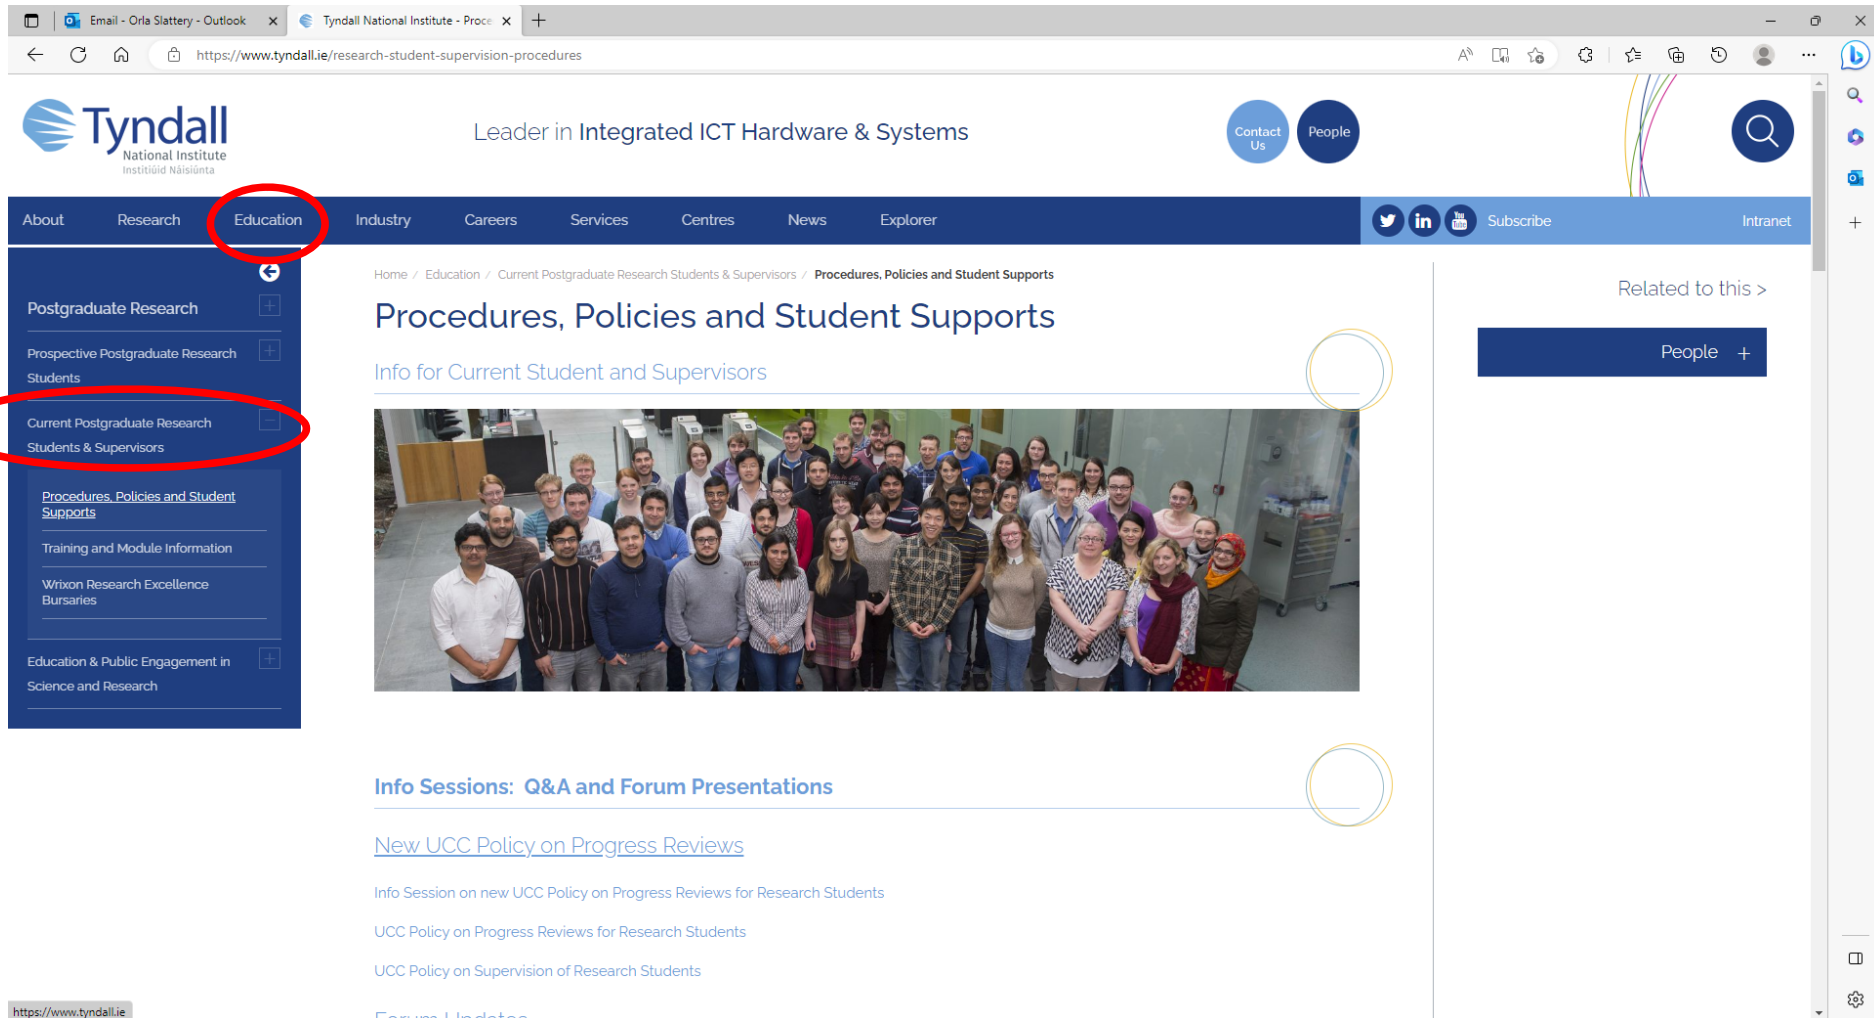 Email - Orla Slattery - Outlook
Tyndall National Institute - Proce
https://www.tyndall.ie/research-student-supervision-procedures
Tyndall
National Institute
Institiúid Náisiúnta
Leader in Integrated ICT Hardware & Systems
Contact
Us
People
About Research Education Industry Careers Services Centres News Explorer
You
Tube
Subscribe
Intranet
Postgraduate Research
Prospective Postgraduate Research
Students
Current Postgraduate Research
Students & Supervisors
Procedures, Policies and Student
Supports
Training and Module Information
Wrixon Research Excellence
Bursaries
Education & Public Engagement in
Science and Research
Home / Education / Current Postgraduate Research Students & Supervisors / Procedures, Policies and Student Supports
Procedures, Policies and Student Supports
Info for Current Student and Supervisors
Related to this >
People +
Info Sessions: Q&A and Forum Presentations
New UCC Policy on Progress Reviews
Info Session on new UCC Policy on Progress Reviews for Research Students
UCC Policy on Progress Reviews for Research Students
UCC Policy on Supervision of Research Students
Forum Updates
https://www.tyndall.ie